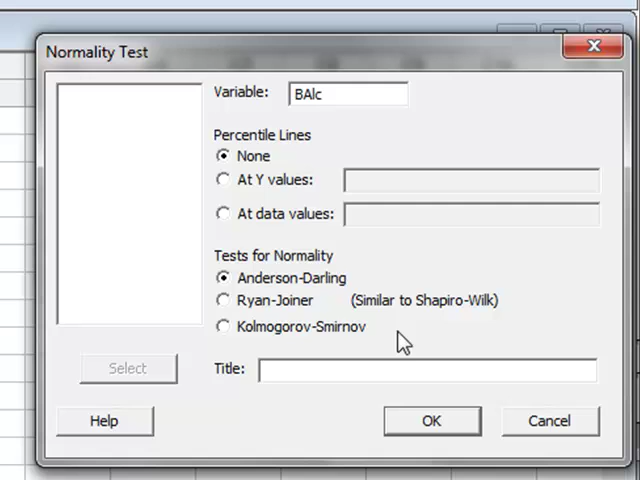 Normality Test
Variable: BAlc
Percentile Lines
None
At Y values:
At data values:
Tests for Normality
Anderson-Darling
Ryan-Joiner (Similar to Shapiro-Wilk)
Kolmogorov-Smirnov
Select
Title:
Help
OK
Cancel